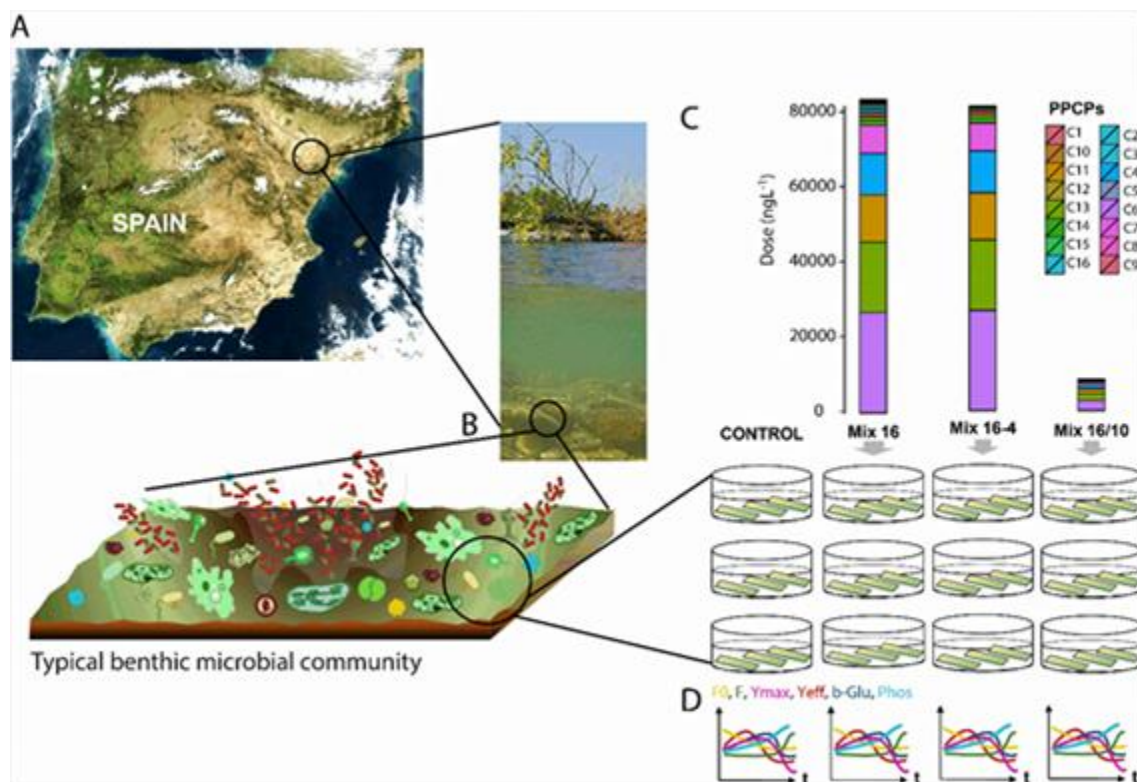 A
SPAIN
B
Typical benthic microbial community
C
Dose (ngL-1)
80000
60000
40000
20000
0
PPCPs
C1
C10
C11
C12
C13
C14
C15
C16
C2
C3
C4
C5
C6
C7
C8
C9
CONTROL
Mix 16
Mix 16-4
Mix 16/10
D
F0, F, Ymax, Yeff, b-Glu, Phos
t
t
t
t